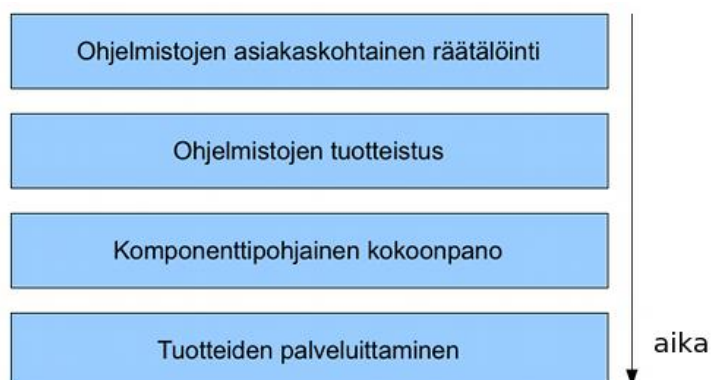 Ohjelmistojen asiakaskohtainen räätälöinti
Ohjelmistojen tuotteistus
Komponenttipohjainen kokoonpano
Tuotteiden palveluittaminen
aika